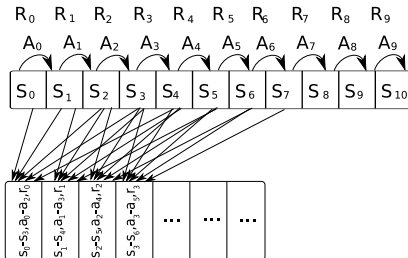 R0 R1 R2 R3 R4 R5 R6 R7 R8 R9
A0 A1 A2 A3 A4 A5 A6 A7 A8 A9
S0 S1 S2 S3 S4 S5 S6 S7 S8 S9 S10
s0-s3,a0-a2,r0
s1-s4,a1-a3,r1
s2-s5,a2-a4,r2
s3-s6,a3-a5,r3
... ... ...